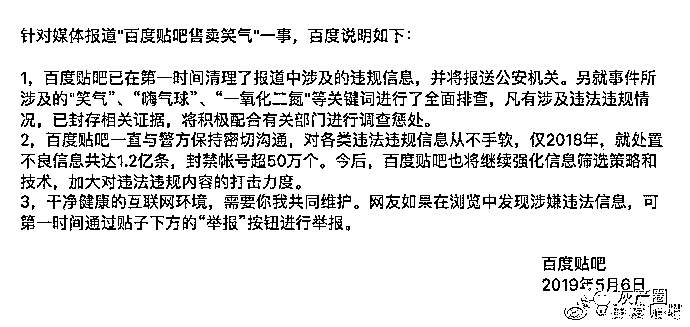 针对媒体报道"百度贴吧售卖笑气"一事，百度说明如下：
1，百度贴吧已在第一时间清理了报道中涉及的违规信息，并将报送公安机关。另就事件所
涉及的"笑气"、"嗨气球"、"一氧化二氮"等关键词进行了全面排查，凡有涉及违法违规情
况，已封存相关证据，将积极配合有关部门进行调查惩处。
2，百度贴吧一直与警方保持密切沟通，对各类违法违规信息从不手软，仅2018年，就处置
不良信息共达1.2亿条，封禁帐号超50万个。今后，百度贴吧也将继续强化信息筛选策略和
技术，加大对违法违规内容的打击力度。
3，干净健康的互联网环境，需要你我共同维护。网友如果在浏览中发现涉嫌违法信息，可
第一时间通过贴子下方的“举报”按钮进行举报。
百度贴吧
2019年5月6日
灰产圈